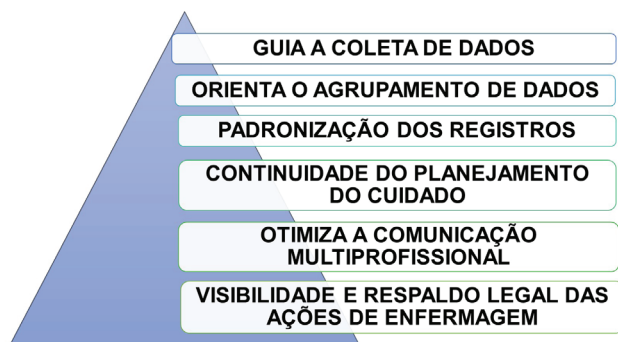 GUIA A COLETA DE DADOS
ORIENTA O AGRUPAMENTO DE DADOS
PADRONIZAÇÃO DOS REGISTROS
CONTINUIDADE DO PLANEJAMENTO
DO CUIDADO
OTIMIZA A COMUNICAÇÃO
MULTIPROFISSIONAL
VISIBILIDADE E RESPALDO LEGAL DAS
AÇÕES DE ENFERMAGEM